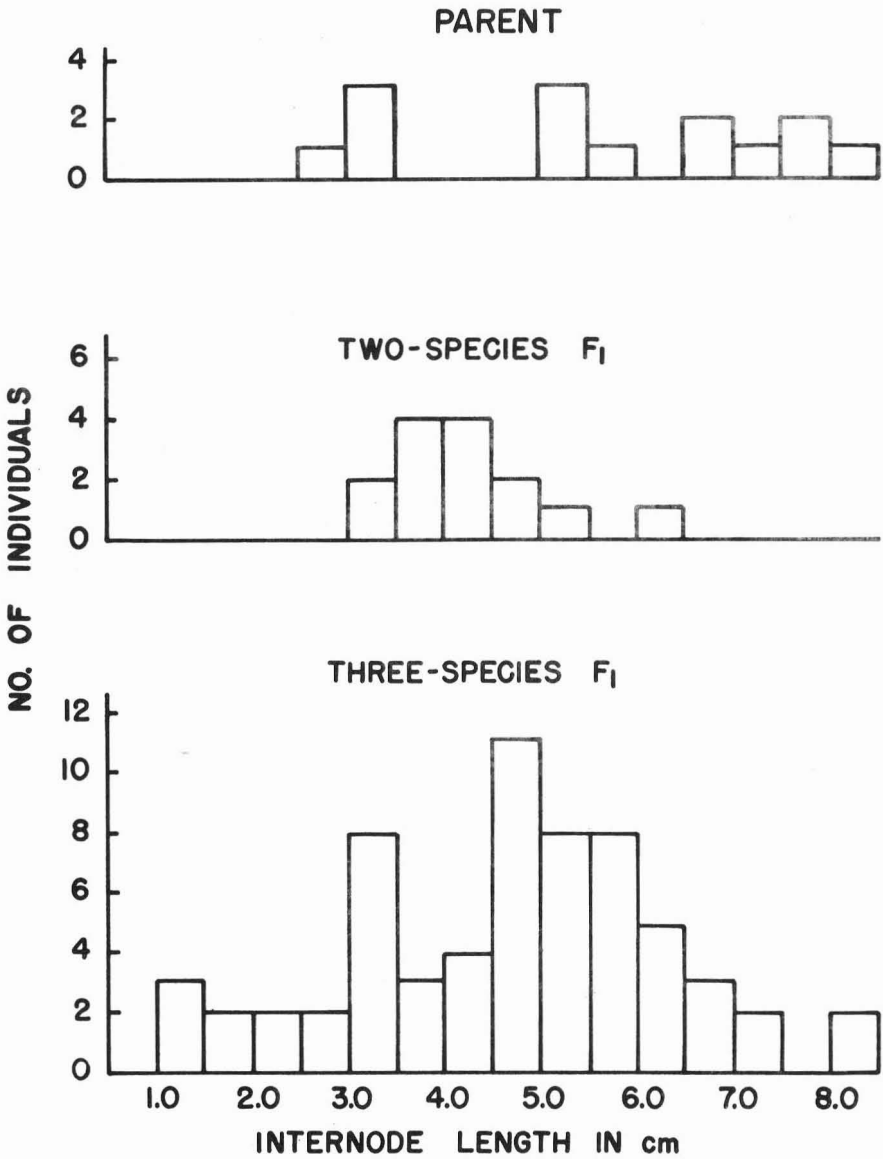 PARENT
4
2
0
TWO-SPECIES F1
6
4
2
0
NO. OF INDIVIDUALS
THREE-SPECIES F1
12
10
8
6
4
2
0
1.0 2.0 3.0 4.0 5.0 6.0 7.0 8.0
INTERNODE LENGTH IN cm